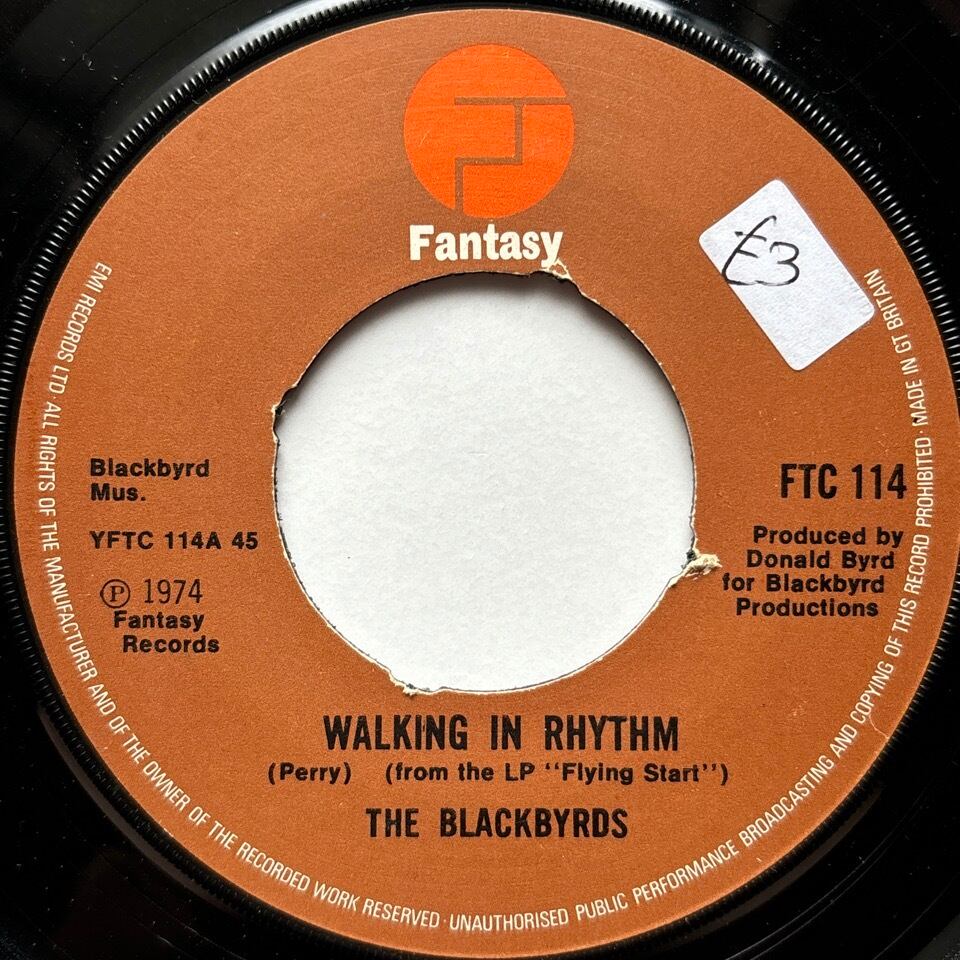 Fantasy
£3
Blackbyrd
Mus.
YFTC 114A 45
Ⓟ 1974
Fantasy
Records
FTC 114
Produced by
Donald Byrd
for Blackbyrd
Productions
WALKING IN RHYTHM
(Perry) (from the LP "Flying Start")
THE BLACKBYRDS
EMI RECORDS LTD · ALL RIGHTS OF THE MANUFACTURER AND OF THE OWNER OF THE RECORDED WORK RESERVED · UNAUTHORISED PUBLIC PERFORMANCE BROADCASTING AND COPYING OF THIS RECORD PROHIBITED · MADE IN GT BRITAIN